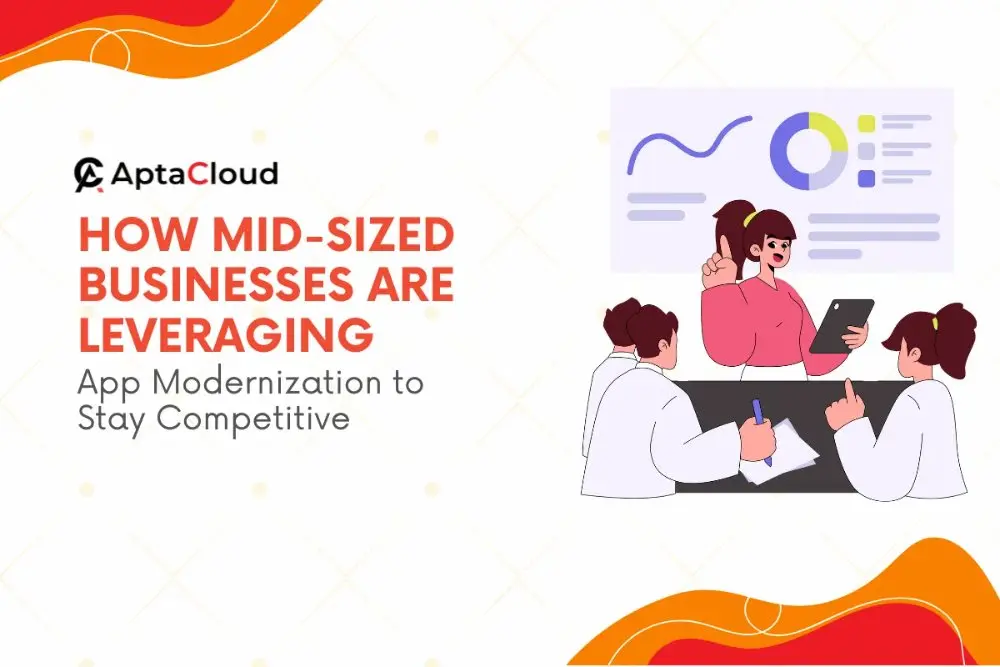 AptaCloud
HOW MID-SIZED
BUSINESSES ARE
LEVERAGING
App Modernization to
Stay Competitive